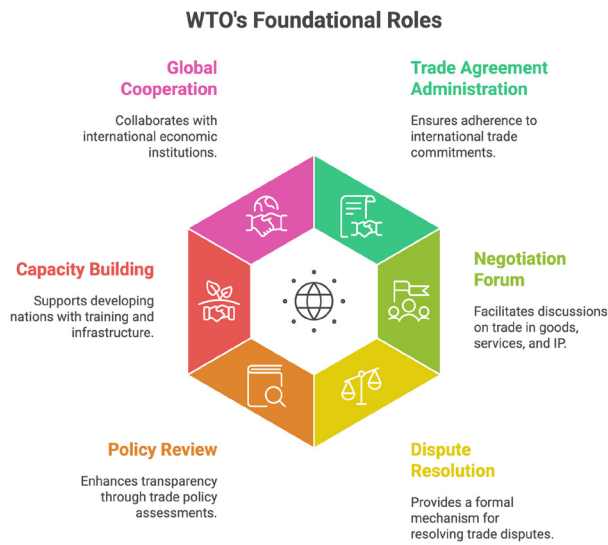 WTO's Foundational Roles
Global
Cooperation
Collaborates with
international economic
institutions.
Trade Agreement
Administration
Ensures adherence to
international trade
commitments.
Capacity Building
Supports developing
nations with training and
infrastructure.
Negotiation
Forum
Facilitates discussions
on trade in goods,
services, and IP.
Policy Review
Enhances transparency
through trade policy
assessments.
Dispute
Resolution
Provides a formal
mechanism for
resolving trade disputes.